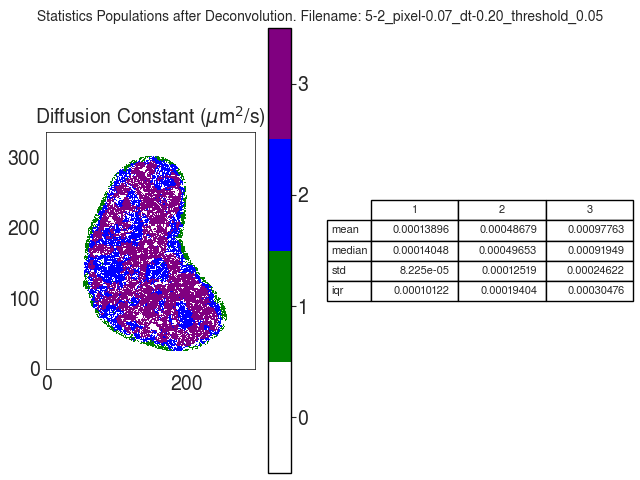 Statistics Populations after Deconvolution. Filename: 5-2_pixel-0.07_dt-0.20_threshold_0.05
Diffusion Constant (μm²/s)
300
200
100
0
0 200
3
2
1
0
1 2 3
mean 0.00013896 0.00048679 0.00097763
median 0.00014048 0.00049653 0.00091949
std 8.225e-05 0.00012519 0.00024622
iqr 0.00010122 0.00019404 0.00030476